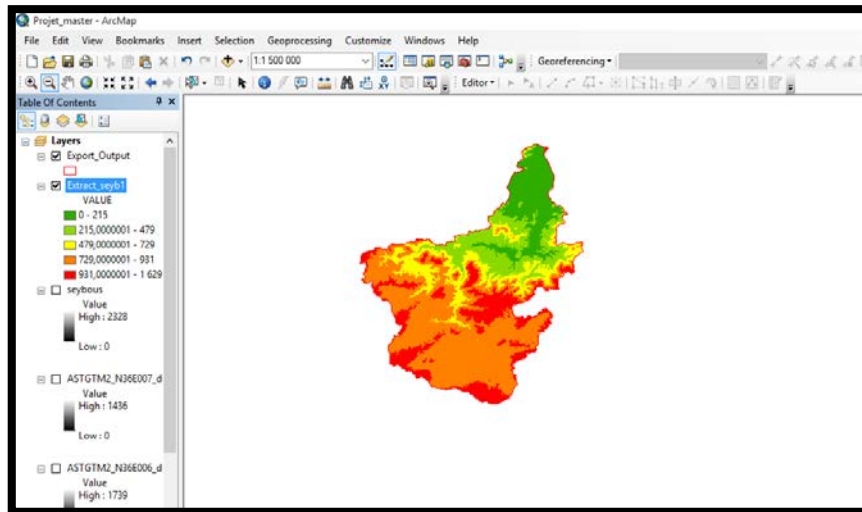 Projet_master - ArcMap
File Edit View Bookmarks Insert Selection Geoprocessing Customize Windows Help
1:1 500 000 Georeferencing
Editor
Table Of Contents
Layers
Export_Output
Extract_seyb1
VALUE
0 - 215
215,0000001 - 479
479,0000001 - 729
729,0000001 - 931
931,0000001 - 1 629
seybous
Value
High : 2328
Low : 0
ASTGTM2_N36E007_d
Value
High : 1436
Low : 0
ASTGTM2_N36E006_d
Value
High : 1739